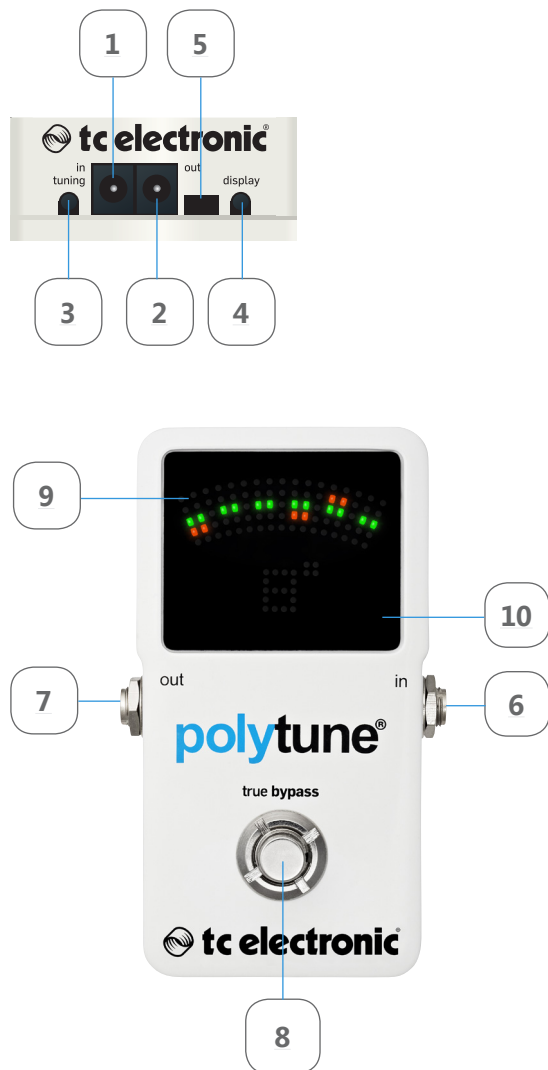 1 5
tc electronic®
in out
tuning display
3 2 4
9
10
out in
7 6
polytune®
true bypass
tc electronic®
8